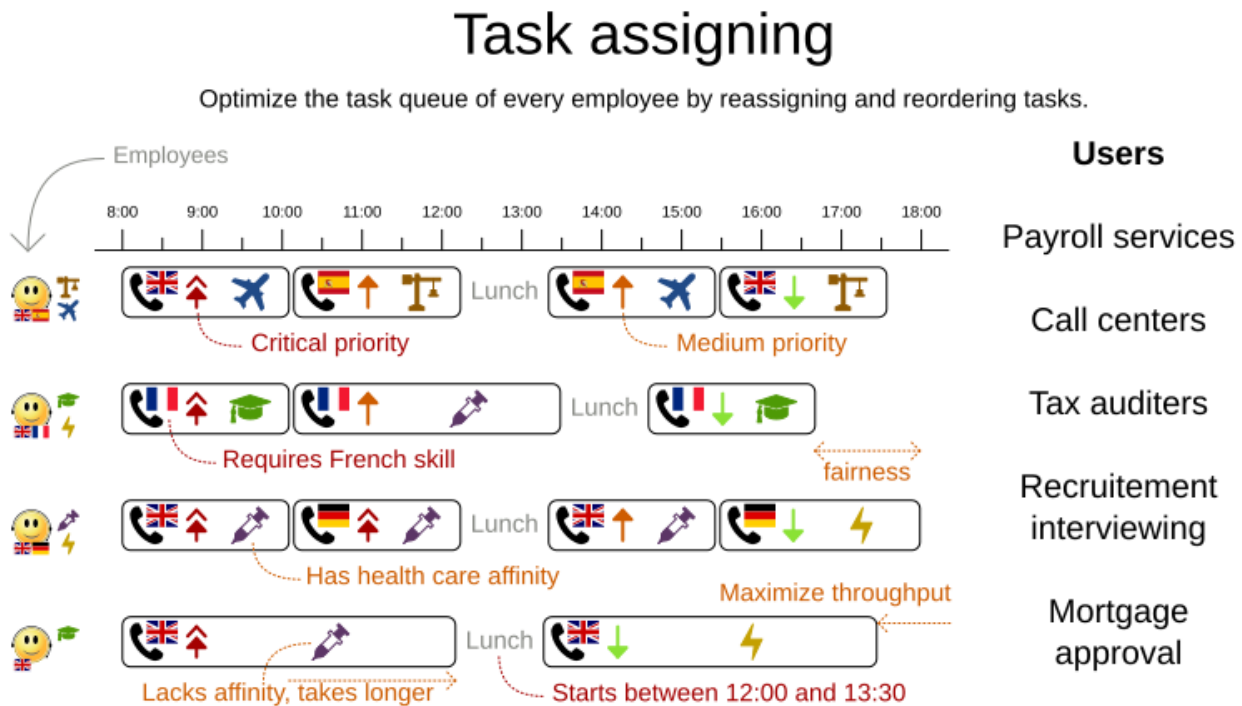 Task assigning
Optimize the task queue of every employee by reassigning and reordering tasks.
Employees
Users
8:00 9:00 10:00 11:00 12:00 13:00 14:00 15:00 16:00 17:00 18:00
Payroll services
Lunch
Call centers
Critical priority
Medium priority
Lunch
Tax auditers
Requires French skill
fairness
Recruitement
interviewing
Lunch
Has health care affinity
Maximize throughput
Mortgage
approval
Lunch
Lacks affinity, takes longer
Starts between 12:00 and 13:30